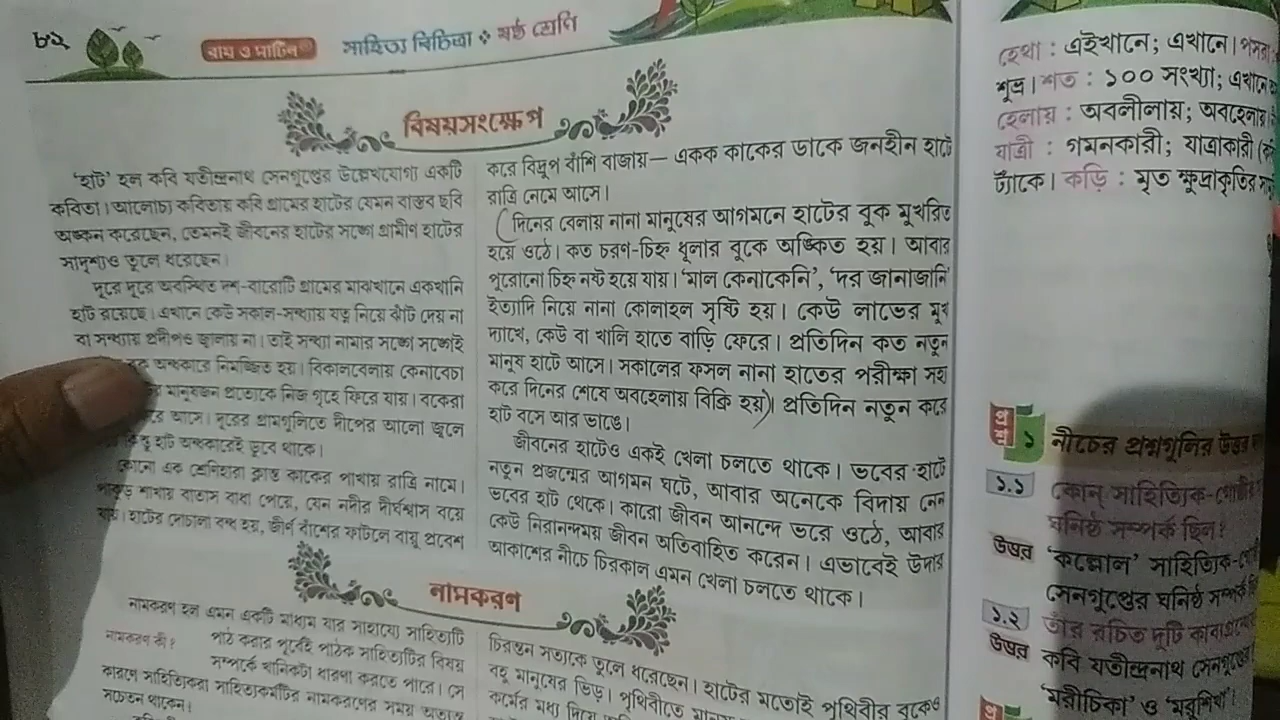 ৮২
রায় ও মার্টিন
সাহিত্য বিচিত্রা ❖ ষষ্ঠ শ্রেণি
বিষয়সংক্ষেপ
'হাট' হল কবি যতীন্দ্রনাথ সেনগুপ্তের উল্লেখযোগ্য একটি
কবিতা। আলোচ্য কবিতায় কবি গ্রামের হাটের যেমন বাস্তব ছবি
অঙ্কন করেছেন, তেমনই জীবনের হাটের সঙ্গে গ্রামীণ হাটের
সাদৃশ্যও তুলে ধরেছেন।
দূরে দূরে অবস্থিত দশ-বারোটি গ্রামের মাঝখানে একখানি
হাট রয়েছে। এখানে কেউ সকাল-সন্ধ্যায় যত্ন নিয়ে ঝাঁট দেয় না
বা সন্ধ্যায় প্রদীপও জ্বালায় না। তাই সন্ধ্যা নামার সঙ্গে সঙ্গেই
অন্ধকারে নিমজ্জিত হয়। বিকালবেলায় কেনাবেচা
মানুষজন প্রত্যেকে নিজ গৃহে ফিরে যায়। বকেরা
আসে। দূরের গ্রামগুলিতে দীপের আলো জ্বলে
হাট অন্ধকারেই ডুবে থাকে।
কোনো এক শ্রেণিহারা ক্লান্ত কাকের পাখায় রাত্রি নামে।
পাকুড় শাখায় বাতাস বাধা পেয়ে, যেন নদীর দীর্ঘশ্বাস বয়ে
যায়। হাটের দোচালা বন্ধ হয়, জীর্ণ বাঁশের ফাটলে বায়ু প্রবেশ
করে বিদ্রুপ বাঁশি বাজায়— একক কাকের ডাকে জনহীন হাটে
রাত্রি নেমে আসে।
(দিনের বেলায় নানা মানুষের আগমনে হাটের বুক মুখরিত
হয়ে ওঠে। কত চরণ-চিহ্ন ধূলার বুকে অঙ্কিত হয়। আবার
পুরোনো চিহ্ন নষ্ট হয়ে যায়। 'মাল কেনাকেনি', 'দর জানাজানি'
ইত্যাদি নিয়ে নানা কোলাহল সৃষ্টি হয়। কেউ লাভের মুখ
দ্যাখে, কেউ বা খালি হাতে বাড়ি ফেরে। প্রতিদিন কত নতুন
মানুষ হাটে আসে। সকালের ফসল নানা হাতের পরীক্ষা সহ্য
করে দিনের শেষে অবহেলায় বিক্রি হয়)। প্রতিদিন নতুন করে
হাট বসে আর ভাঙে।
জীবনের হাটেও একই খেলা চলতে থাকে। ভবের হাটে
নতুন প্রজন্মের আগমন ঘটে, আবার অনেকে বিদায় নেন
ভবের হাট থেকে। কারো জীবন আনন্দে ভরে ওঠে, আবার
কেউ নিরানন্দময় জীবন অতিবাহিত করেন। এভাবেই উদার
আকাশের নীচে চিরকাল এমন খেলা চলতে থাকে।
নামকরণ
নামকরণ হল এমন একটি মাধ্যম যার সাহায্যে সাহিত্যটি
নামকরণ কী?
পাঠ করার পূর্বেই পাঠক সাহিত্যটির বিষয়
সম্পর্কে খানিকটা ধারণা করতে পারে। সে
কারণে সাহিত্যিকরা সাহিত্যকর্মটির নামকরণের সময় অত্যন্ত
সচেতন থাকেন।
চিরন্তন সত্যকে তুলে ধরেছেন। হাটের মতোই পৃথিবীর বুকেও
বহু মানুষের ভিড়। পৃথিবীতে
কর্মের মধ্য দিয়ে
হেথা : এইখানে; এখানে। পসরা
শুভ্র। শত : ১০০ সংখ্যা; এখানে
হেলায় : অবলীলায়; অবহেলায়
যাত্রী : গমনকারী; যাত্রাকারী
ট্যাঁকে। কড়ি : মৃত ক্ষুদ্রাকৃতির
প্রশ্ন ১ নীচের প্রশ্নগুলির উত্তর
১.১ কোন্ সাহিত্যিক-গোষ্ঠীর
ঘনিষ্ঠ সম্পর্ক ছিল?
উত্তর 'কল্লোল' সাহিত্যিক-গোষ্ঠীর
সেনগুপ্তের ঘনিষ্ঠ সম্পর্ক
১.২ তাঁর রচিত দুটি কাব্যগ্রন্থের
উত্তর কবি যতীন্দ্রনাথ সেনগুপ্তের
'মরীচিকা' ও 'মরুশিখা'।